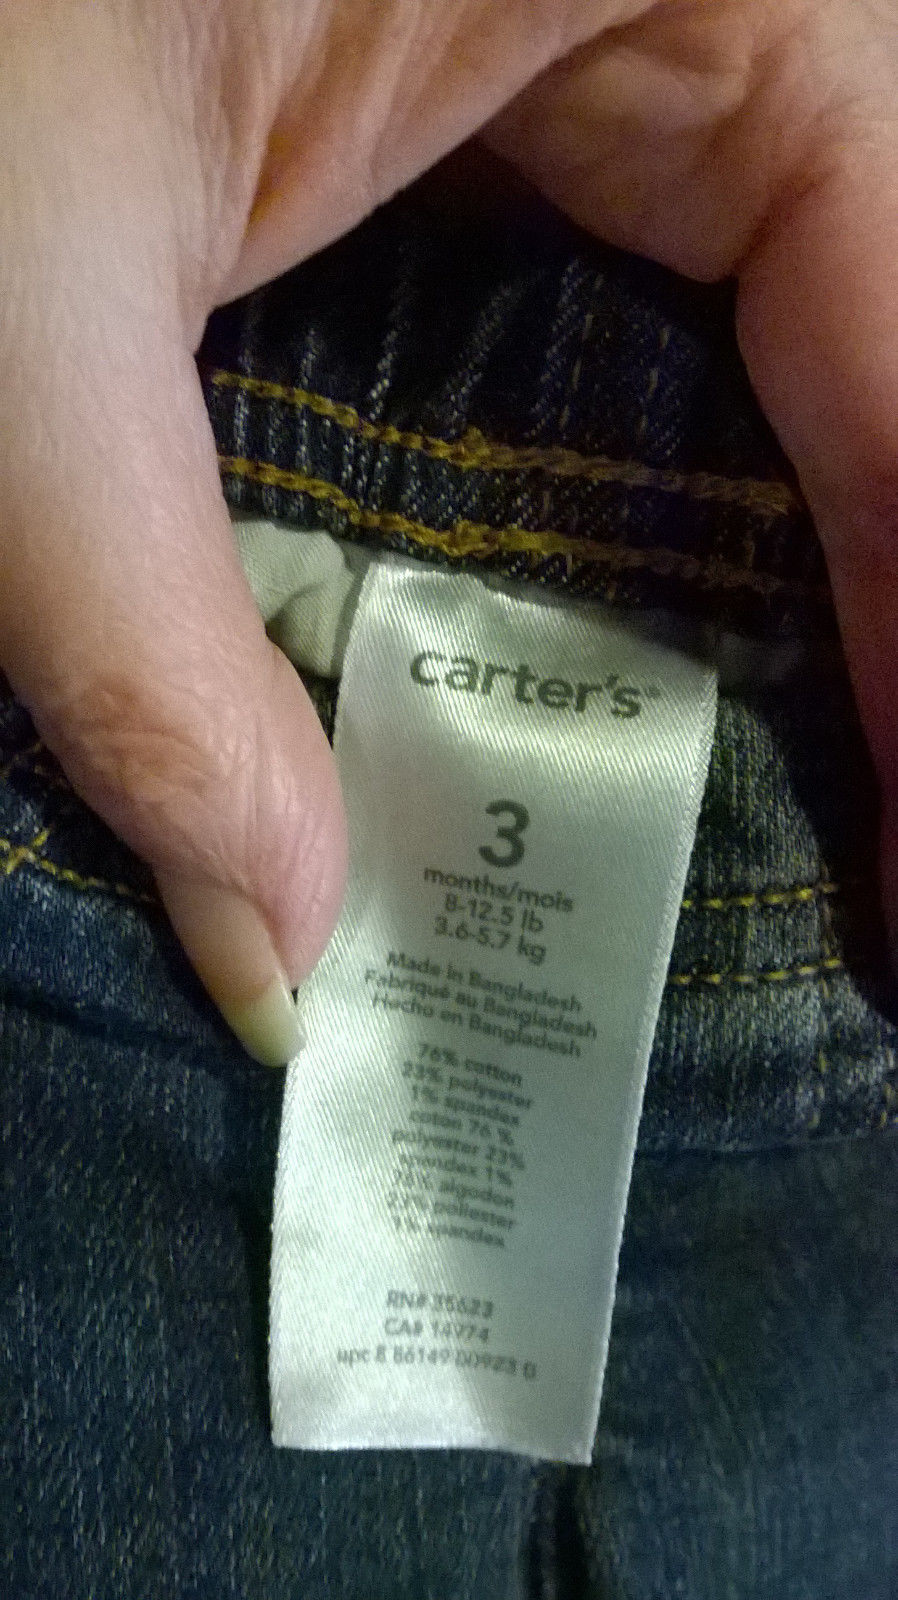 carter's®
3
months/mois
8-12.5 lb
3.6-5.7 kg
Made in Bangladesh
Fabriqué au Bangladesh
Hecho en Bangladesh
76% cotton
23% polyester
1% spandex
coton 76 %
polyester 23%
spandex 1%
76% algodon
23% poliester
1% spandex
RN# 35623
CA# 14974
upc 8 86149 00923 0